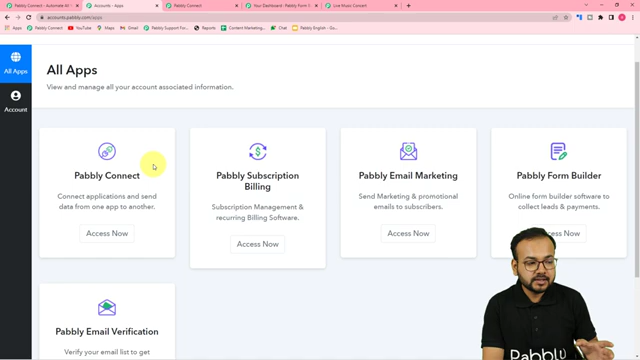 Pabbly Connect - Automate All
Accounts - Apps
Pabbly Connect
Your Dashboard - Pabbly Form B
Live Music Concert
accounts.pabbly.com/apps
Apps
Pabbly Connect
YouTube
Maps
Gmail
Pabbly Support Fo...
Rocketchat
Content Marketing...
Chat
Pabbly English - Go...
All Apps
Account
All Apps
View and manage all your account associated information.
Pabbly Connect
Connect applications and send
data from one app to another.
Access Now
Pabbly Subscription
Billing
Subscription Management &
recurring Billing Software.
Access Now
Pabbly Email Marketing
Send Marketing & promotional
emails to subscribers.
Access Now
Pabbly Form Builder
Online form builder software to
collect leads & payments.
Now
Pabbly Email Verification
Verify your email list to get
Pabbly